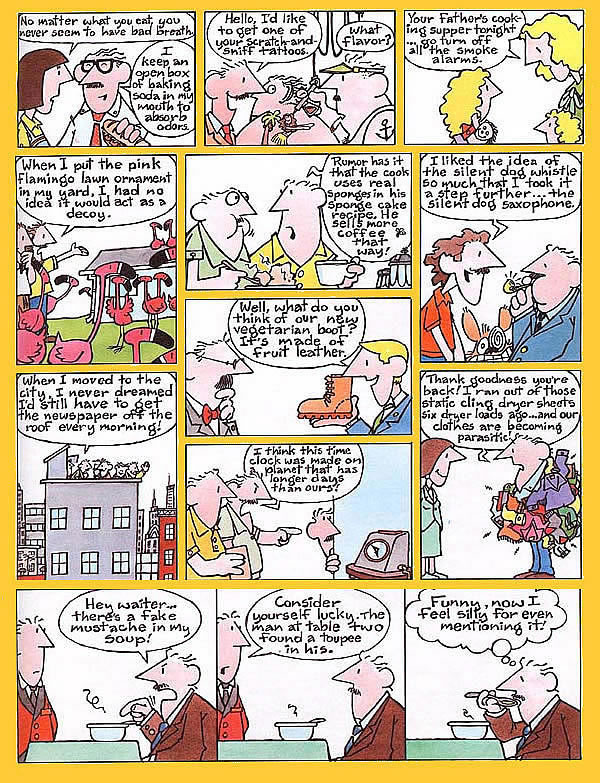 No matter what you eat, you
never seem to have bad breath.
I
keep an
open box
of baking
soda in my
mouth to
absorb
odors.
Hello, I'd like
to get one of
your scratch-and-
sniff tattoos.
What
flavor?
Your father's cook-
ing supper tonight
...go turn off
all the smoke
alarms.
When I put the pink
flamingo lawn ornament
in my yard, I had no
idea it would act as a
decoy.
Rumor has it
that the cook
uses real
sponges in his
sponge cake
recipe. He
sells more
coffee
that
way!
I liked the idea of
the silent dog whistle
so much that I took it
a step further...the
silent dog saxophone.
Well, what do you
think of our new
vegetarian boot?
It's made of
fruit leather.
When I moved to the
city, I never dreamed
I'd still have to get
the newspaper off the
roof every morning!
I think this time
clock was made on a
planet that has
longer days
than ours!
Thank goodness you're
back! I ran out of those
static cling dryer sheets
six dryer loads ago...and our
clothes are becoming
parasitic!
Hey waiter...
there's a fake
mustache in my
soup!
Consider
yourself lucky. The
man at table two
found a toupee
in his.
Funny, now I
feel silly for even
mentioning it!